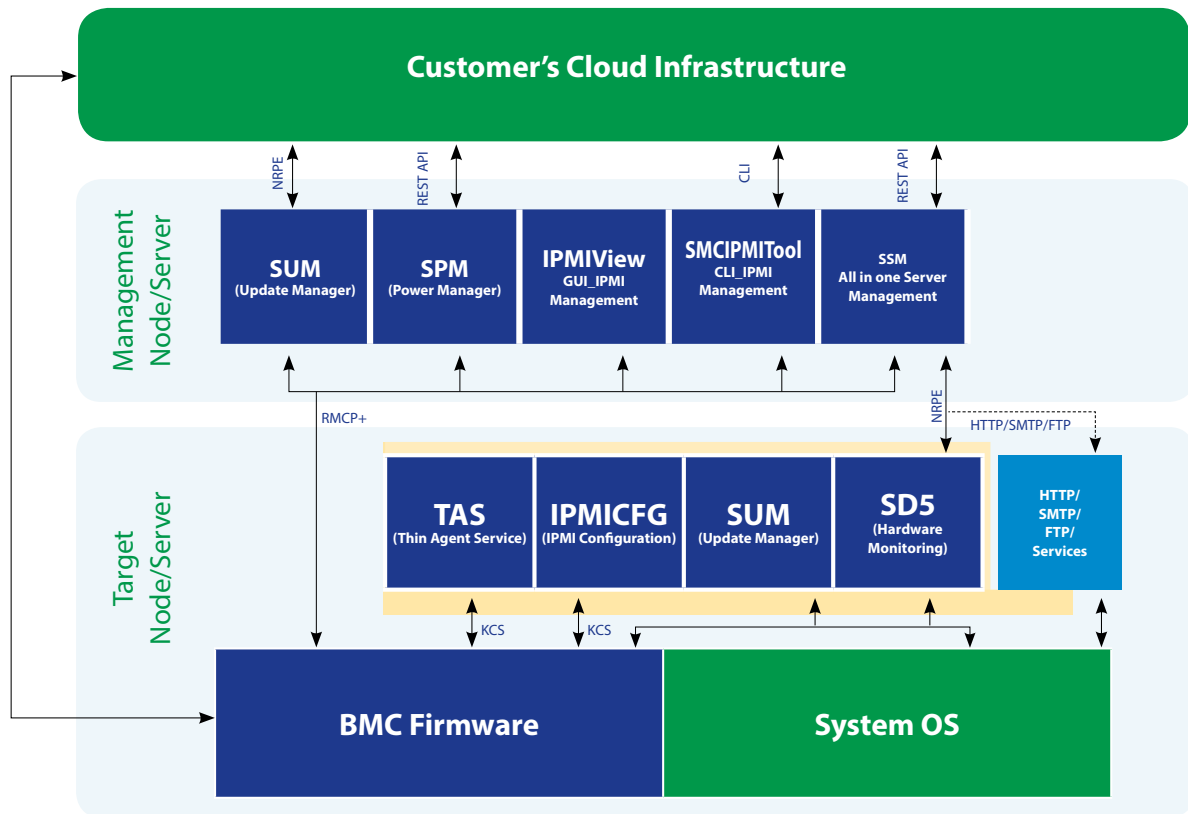 Customer's Cloud Infrastructure
NRPE
REST API
CLI
REST API
Management
Node/Server
SUM
(Update Manager)
SPM
(Power Manager)
IPMIView
GUI_IPMI
Management
SMCIPMITool
CLI_IPMI
Management
SSM
All in one Server
Management
RMCP+
NRPE
HTTP/SMTP/FTP
Target
Node/Server
TAS
(Thin Agent Service)
IPMICFG
(IPMI Configuration)
SUM
(Update Manager)
SD5
(Hardware
Monitoring)
HTTP/
SMTP/
FTP/
Services
KCS
KCS
BMC Firmware
System OS